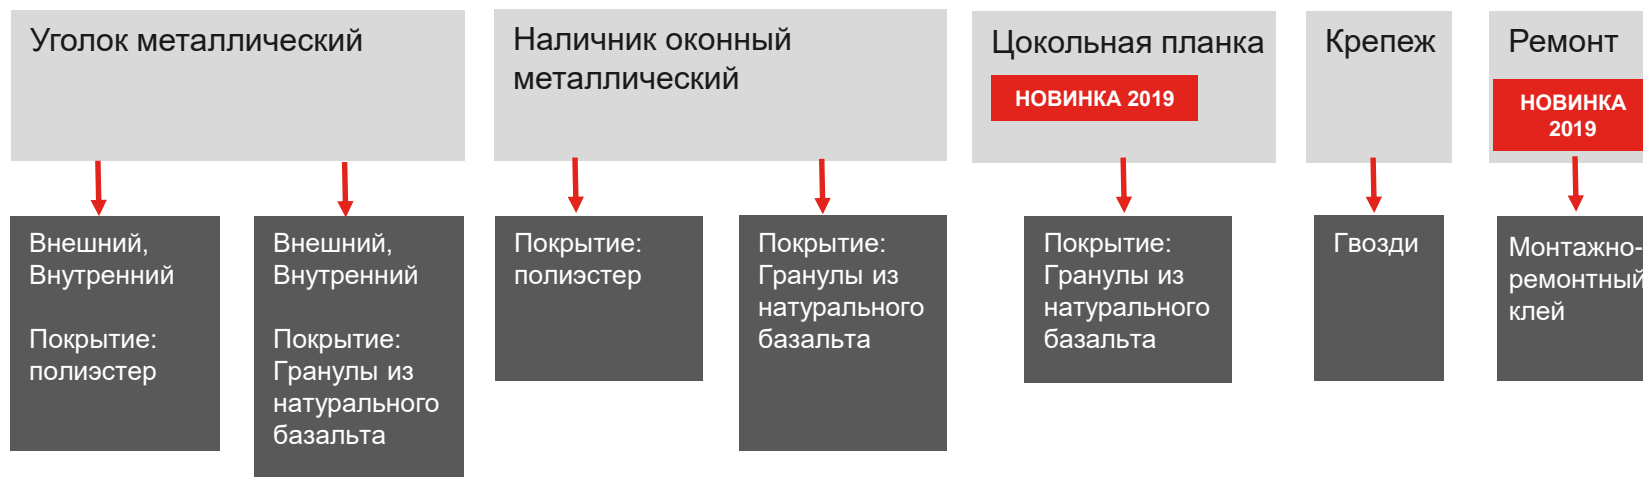 Уголок металлический
Наличник оконный
металлический
Цокольная планка
НОВИНКА 2019
Крепеж
Ремонт
НОВИНКА
2019
Внешний,
Внутренний
Покрытие:
полиэстер
Внешний,
Внутренний
Покрытие:
Гранулы из
натурального
базальта
Покрытие:
полиэстер
Покрытие:
Гранулы из
натурального
базальта
Покрытие:
Гранулы из
натурального
базальта
Гвозди
Монтажно-
ремонтный
клей